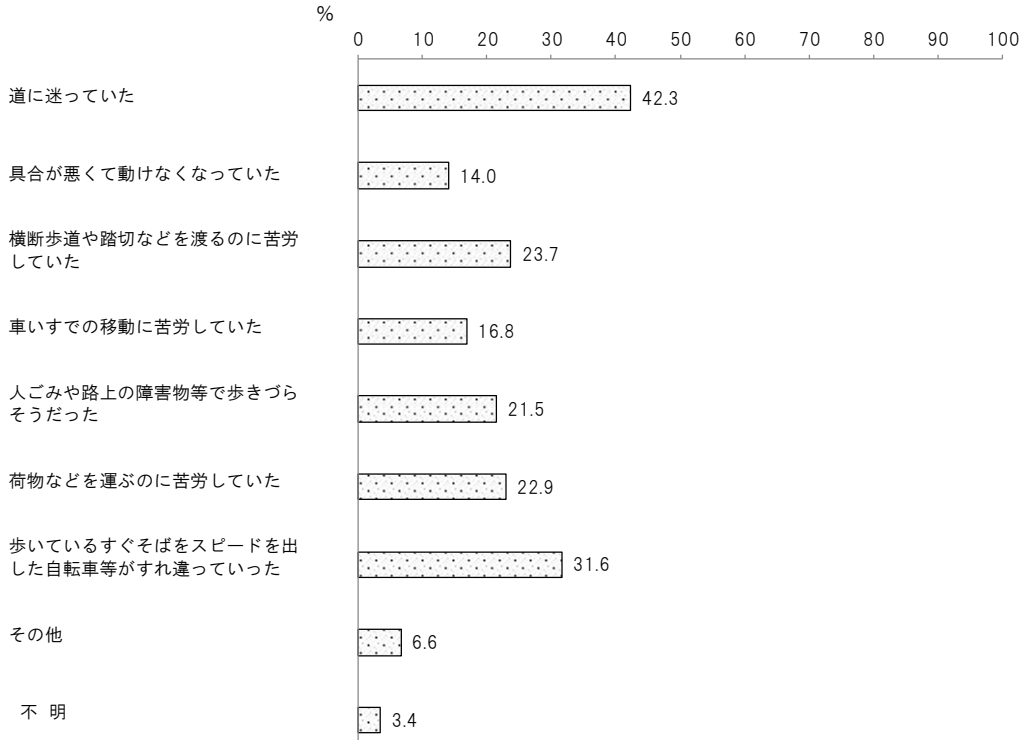 %
0 10 20 30 40 50 60 70 80 90 100
道に迷っていた
42.3
具合が悪くて動けなくなっていた
14.0
横断歩道や踏切などを渡るのに苦労
していた
23.7
車いすでの移動に苦労していた
16.8
人ごみや路上の障害物等で歩きづら
そうだった
21.5
荷物などを運ぶのに苦労していた
22.9
歩いているすぐそばをスピードを出
した自転車等がすれ違っていった
31.6
その他
6.6
不 明
3.4